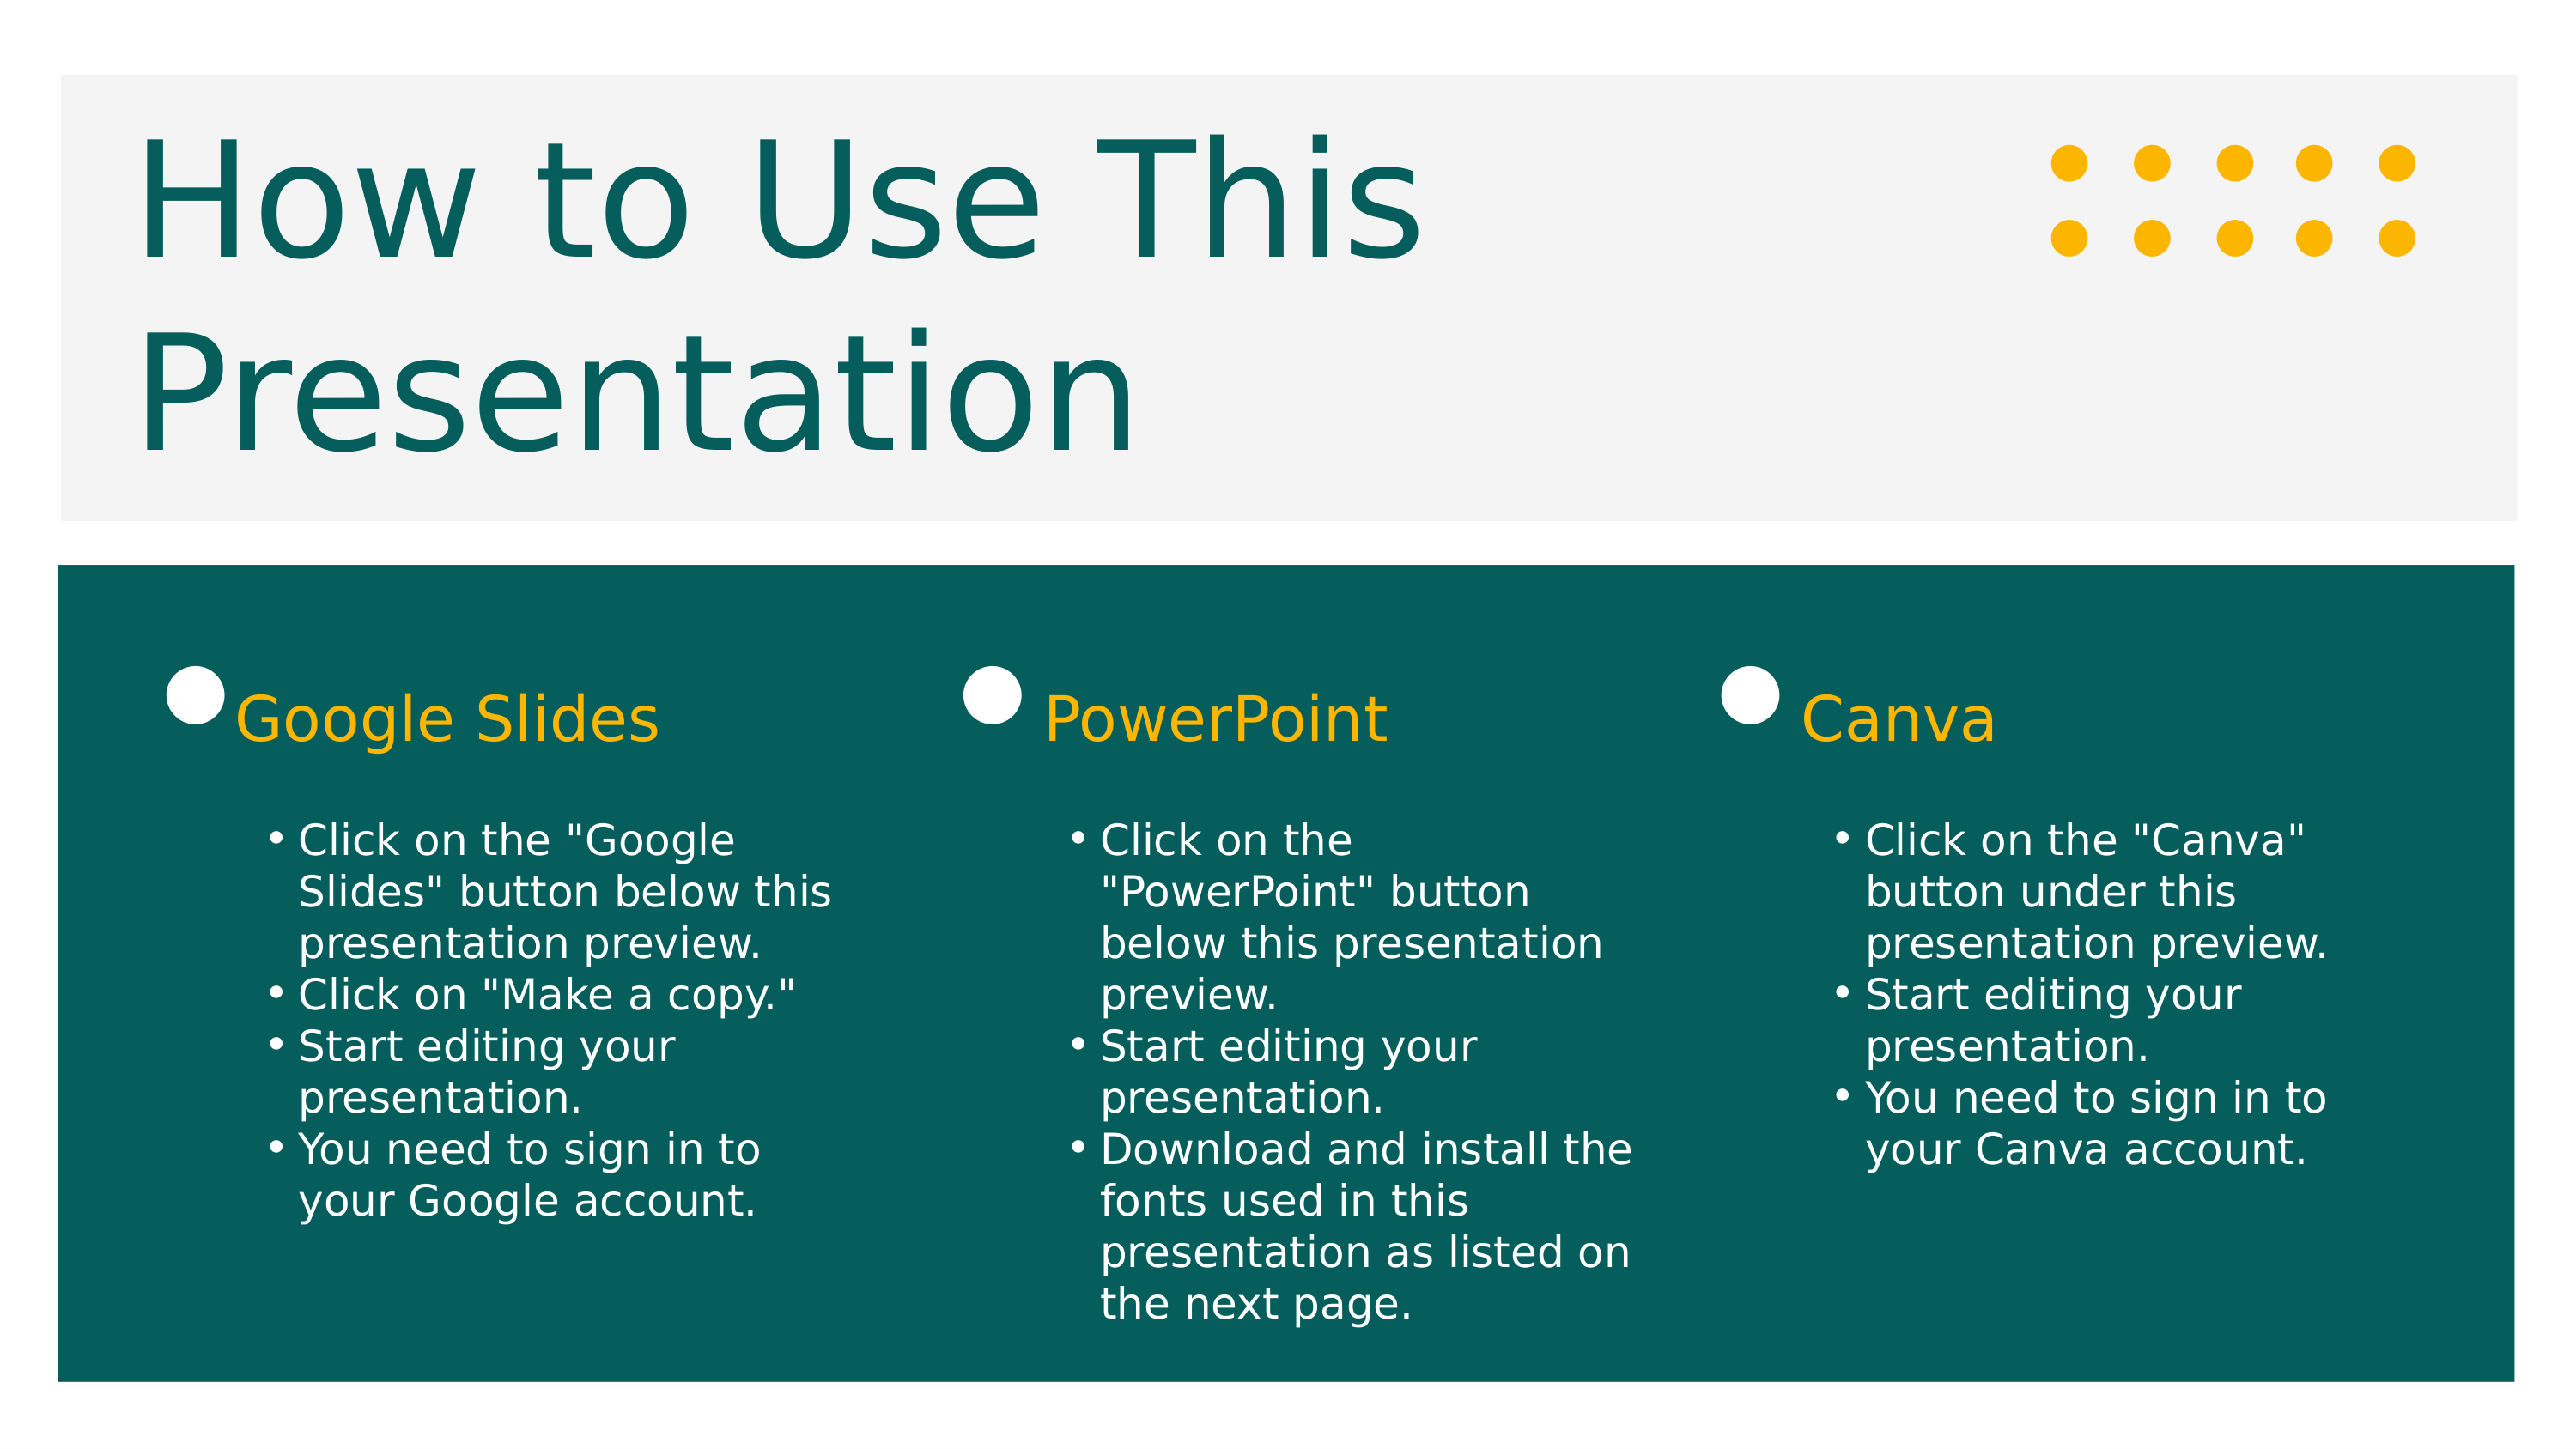 How to Use This
Presentation
Google Slides
• Click on the "Google
Slides" button below this
presentation preview.
• Click on "Make a copy."
• Start editing your
presentation.
• You need to sign in to
your Google account.
PowerPoint
• Click on the
"PowerPoint" button
below this presentation
preview.
• Start editing your
presentation.
• Download and install the
fonts used in this
presentation as listed on
the next page.
Canva
• Click on the "Canva"
button under this
presentation preview.
• Start editing your
presentation.
• You need to sign in to
your Canva account.